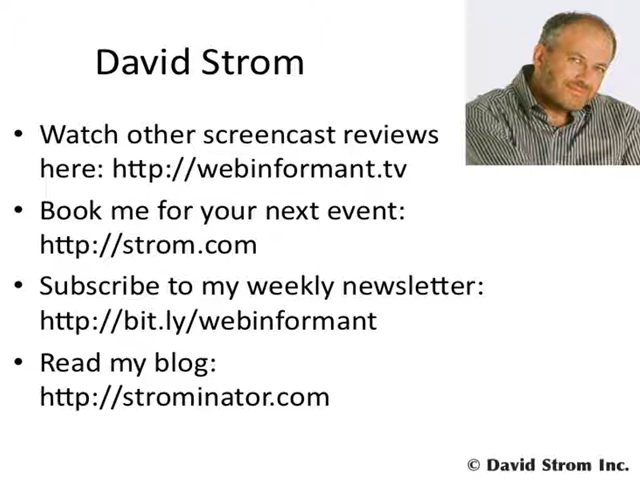 David Strom
• Watch other screencast reviews
here: http://webinformant.tv
• Book me for your next event:
http://strom.com
• Subscribe to my weekly newsletter:
http://bit.ly/webinformant
• Read my blog:
http://strominator.com
© David Strom Inc.